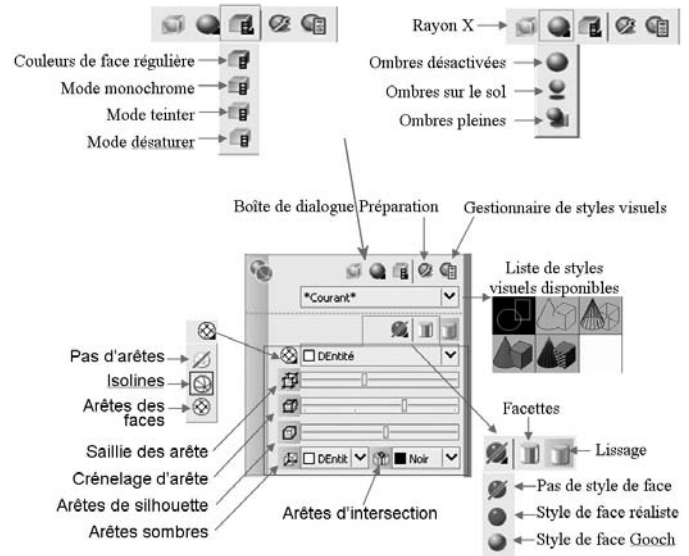 Rayon X
Couleurs de face régulière
Mode monochrome
Mode teinter
Mode désaturer
Ombres désactivées
Ombres sur le sol
Ombres pleines
Boîte de dialogue Préparation
Gestionnaire de styles visuels
Liste de styles
visuels disponibles
*Courant*
DEntité
Pas d'arêtes
Isolines
Arêtes des
faces
Saillie des arête
Crénelage d'arête
Arêtes de silhouette
Arêtes sombres
DEntit
Noir
Arêtes d'intersection
Facettes
Lissage
Pas de style de face
Style de face réaliste
Style de face Gooch